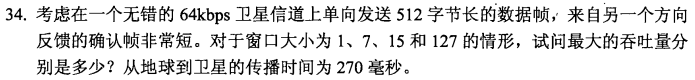 34. 考虑在一个无错的 64kbps 卫星信道上单向发送 512 字节长的数据帧，来自另一个方向
反馈的确认帧非常短。对于窗口大小为 1、7、15 和 127 的情形，试问最大的吞吐量分
别是多少？从地球到卫星的传播时间为 270 毫秒。